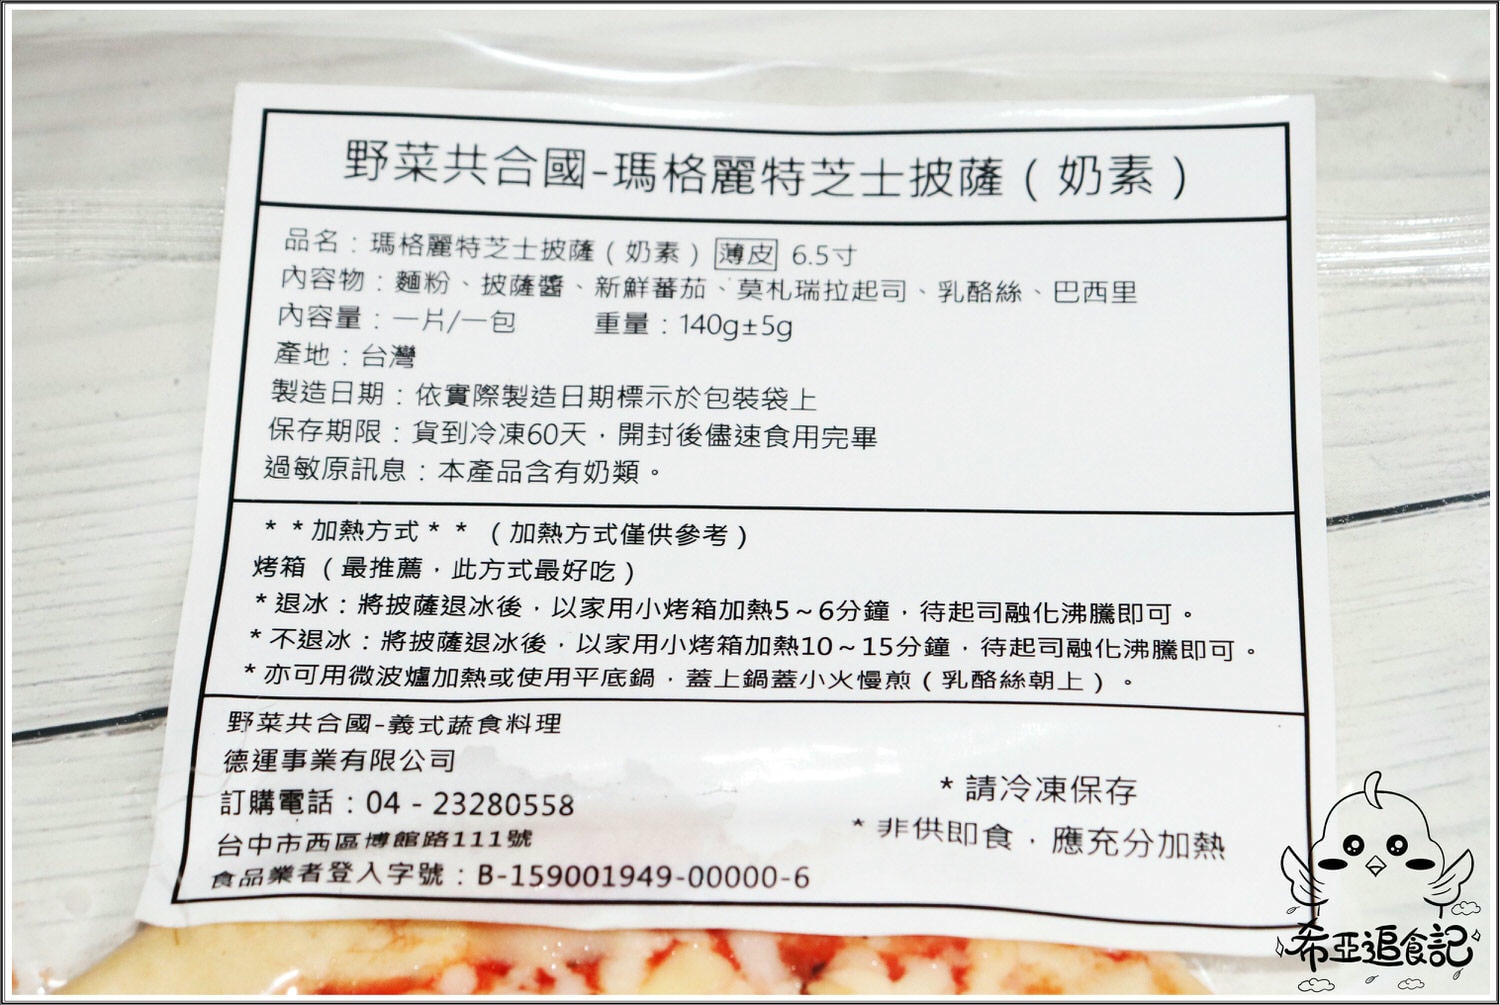 野菜共合國-瑪格麗特芝士披薩（奶素）
品名：瑪格麗特芝士披薩（奶素）薄皮 6.5寸
內容物：麵粉、披薩醬、新鮮蕃茄、莫札瑞拉起司、乳酪絲、巴西里
內容量：一片/一包 重量：140g±5g
產地：台灣
製造日期：依實際製造日期標示於包裝袋上
保存期限：貨到冷凍60天，開封後儘速食用完畢
過敏原訊息：本產品含有奶類。
＊＊加熱方式＊＊（加熱方式僅供參考）
烤箱（最推薦，此方式最好吃）
*退冰：將披薩退冰後，以家用小烤箱加熱5～6分鐘，待起司融化沸騰即可。
*不退冰：將披薩退冰後，以家用小烤箱加熱10～15分鐘，待起司融化沸騰即可。
*亦可用微波爐加熱或使用平底鍋，蓋上鍋蓋小火慢煎（乳酪絲朝上）。
野菜共合國-義式蔬食料理
德運事業有限公司
訂購電話：04 - 23280558
台中市西區博館路111號
食品業者登入字號：B-159001949-00000-6
*請冷凍保存
*非供即食，應充分加熱
希亞追食記